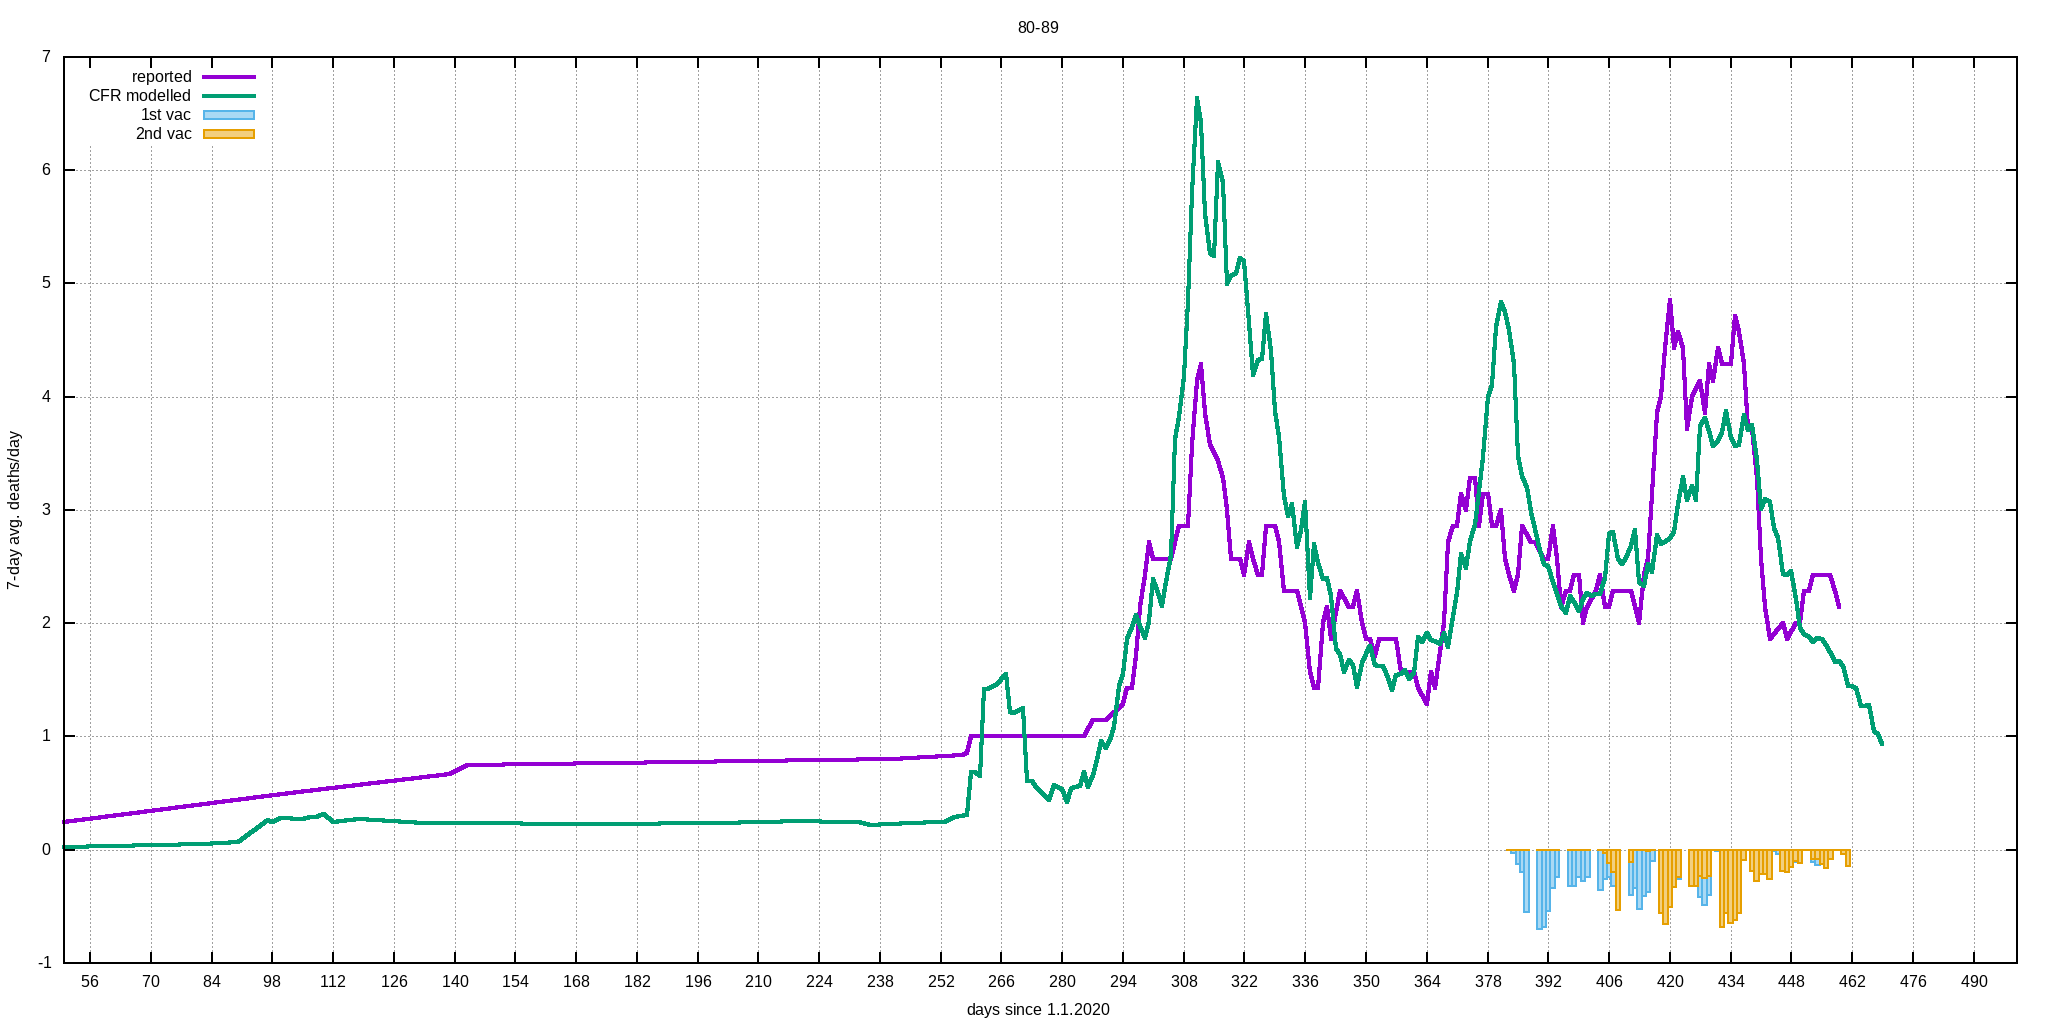 80-89
7
6
5
4
3
2
1
0
-1
reported
CFR modelled
1st vac
2nd vac
7-day avg. deaths/day
56 70 84 98 112 126 140 154 168 182 196 210 224 238 252 266 280 294 308 322 336 350 364 378 392 406 420 434 448 462 476 490
days since 1.1.2020